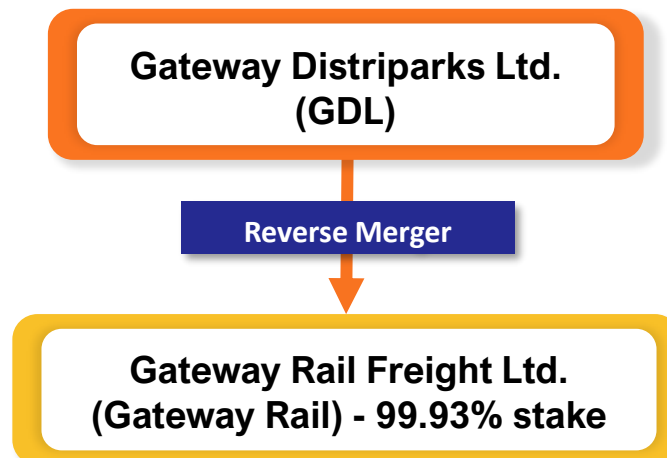 Gateway Distriparks Ltd.
(GDL)
Reverse Merger
Gateway Rail Freight Ltd.
(Gateway Rail) - 99.93% stake